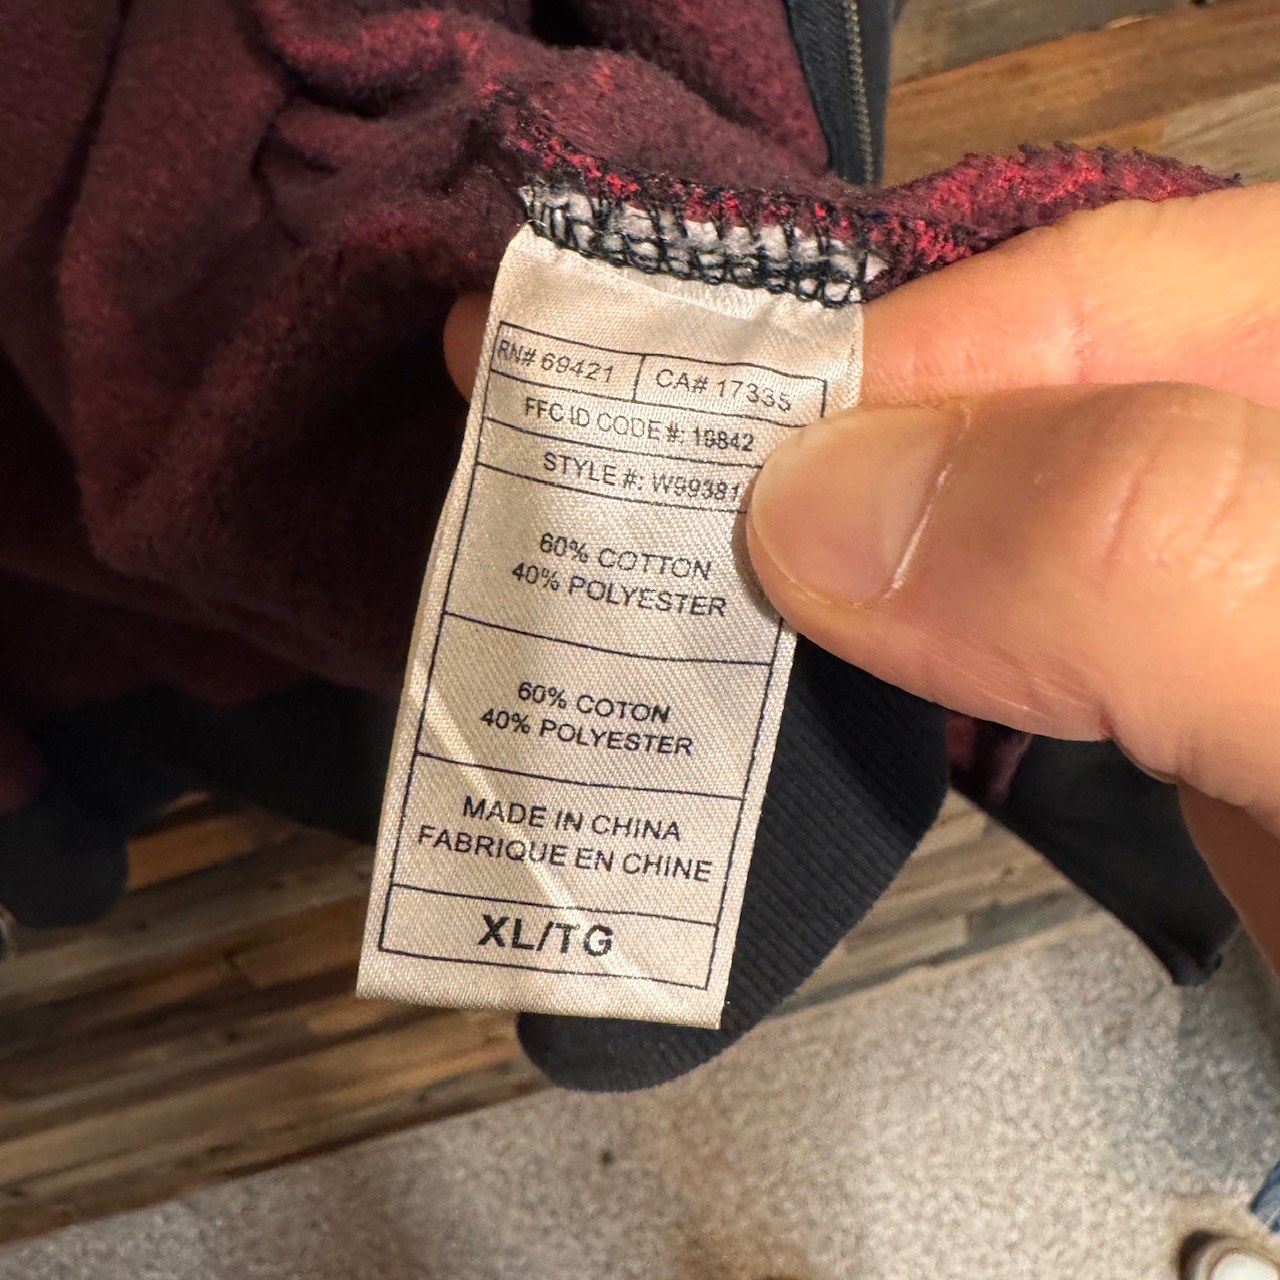 RN# 69421 CA# 17335
FFC ID CODE #: 19842
STYLE #: W99381
60% COTTON
40% POLYESTER
60% COTON
40% POLYESTER
MADE IN CHINA
FABRIQUE EN CHINE
XL/TG